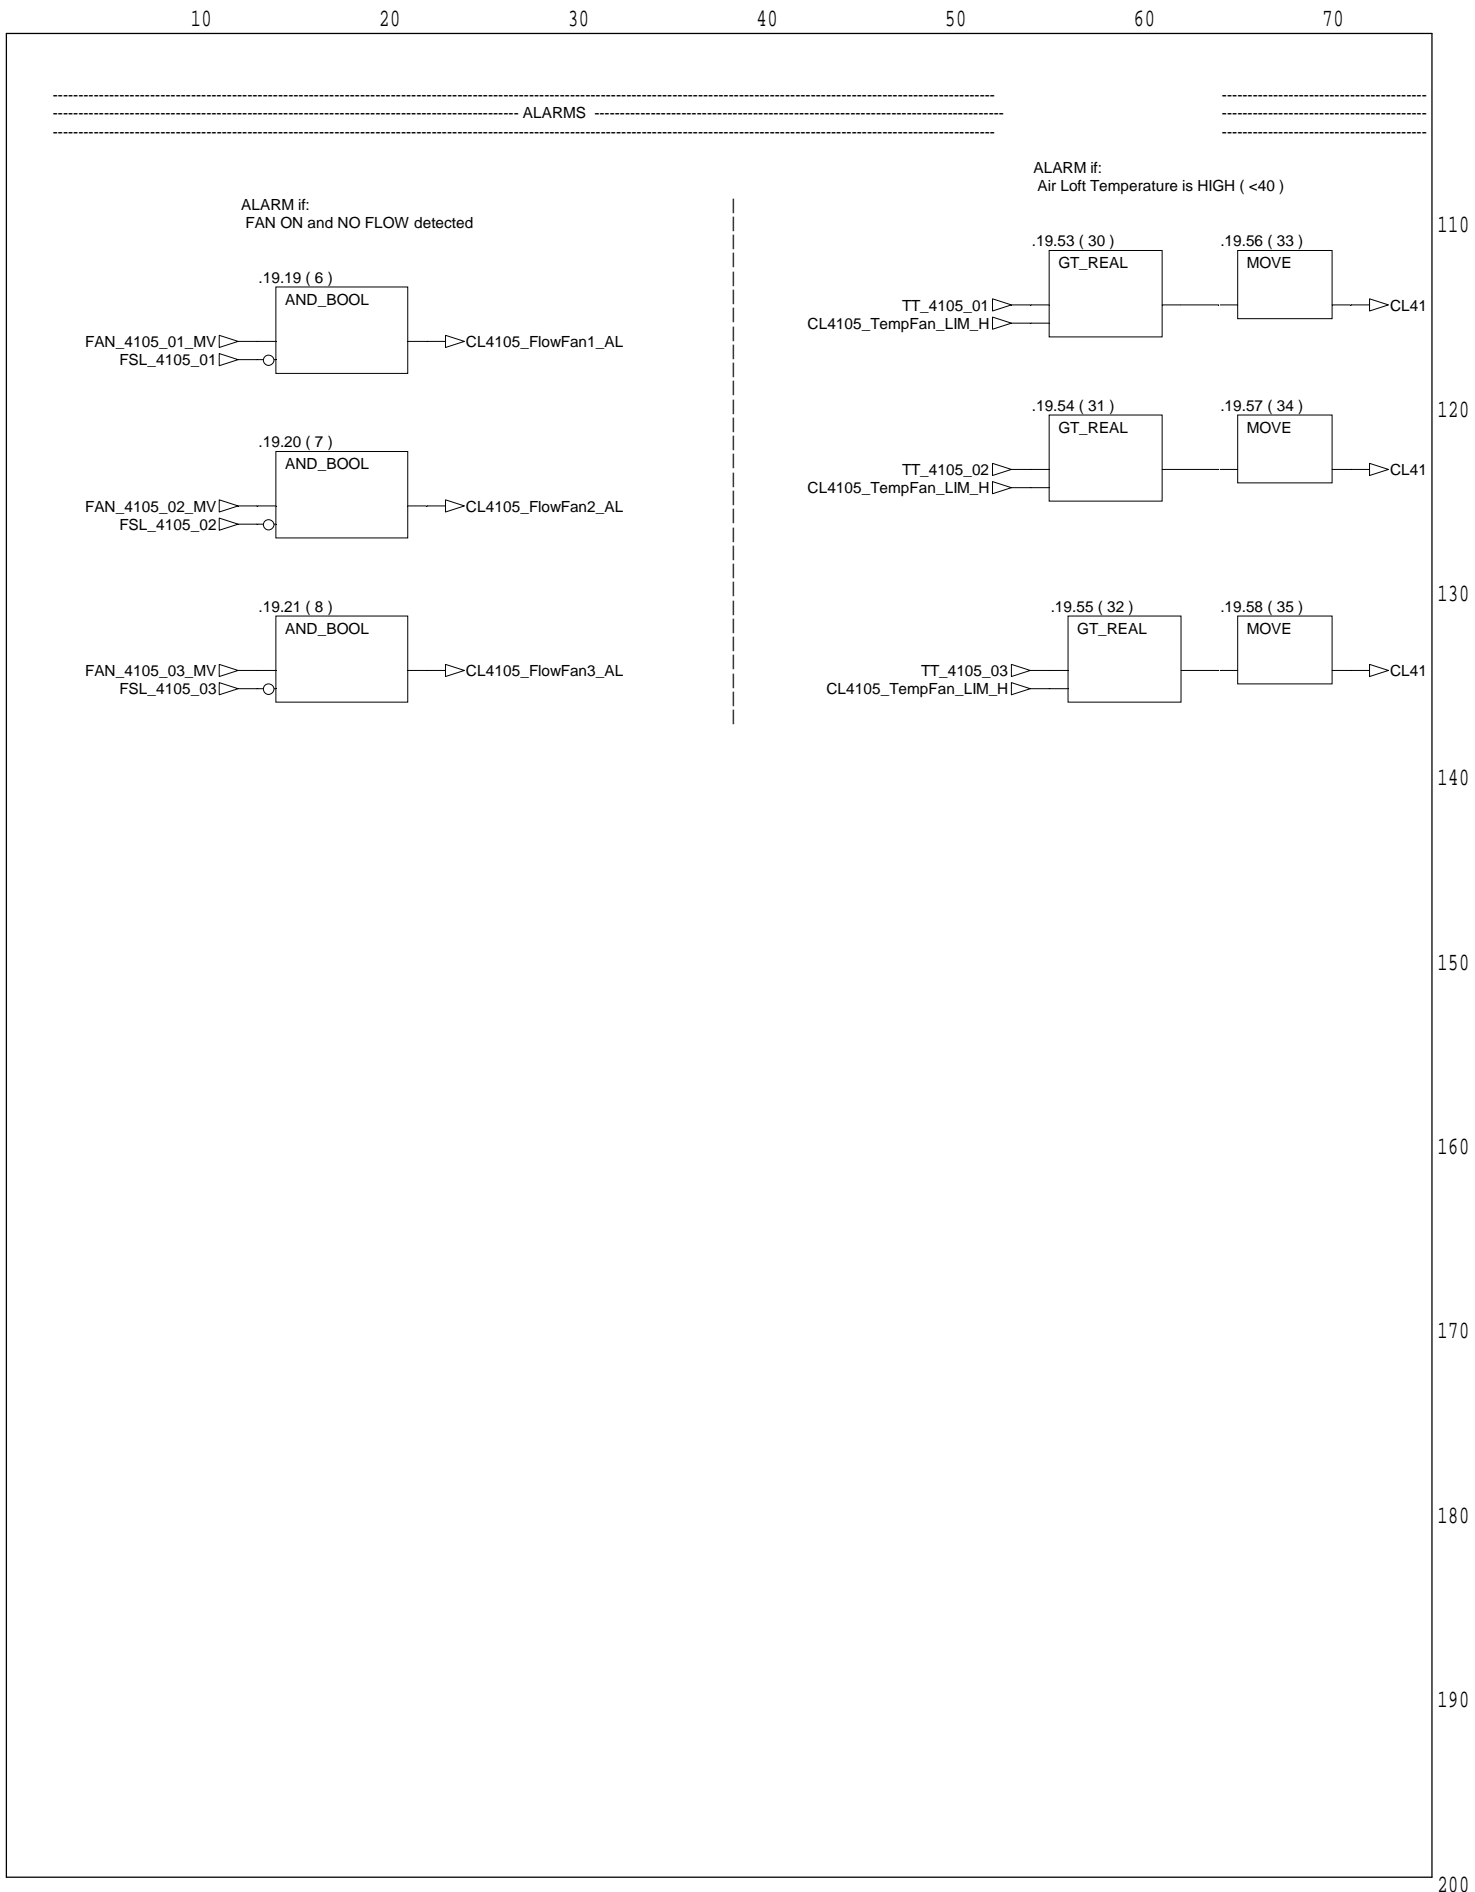 10 20 30 40 50 60 70
---------- ALARMS ----------
ALARM if:
FAN ON and NO FLOW detected
.19.19 ( 6 )
AND_BOOL
FAN_4105_01_MV
FSL_4105_01
CL4105_FlowFan1_AL
.19.20 ( 7 )
AND_BOOL
FAN_4105_02_MV
FSL_4105_02
CL4105_FlowFan2_AL
.19.21 ( 8 )
AND_BOOL
FAN_4105_03_MV
FSL_4105_03
CL4105_FlowFan3_AL
ALARM if:
Air Loft Temperature is HIGH ( <40 )
.19.53 ( 30 )
GT_REAL
TT_4105_01
CL4105_TempFan_LIM_H
.19.56 ( 33 )
MOVE
CL41
.19.54 ( 31 )
GT_REAL
TT_4105_02
CL4105_TempFan_LIM_H
.19.57 ( 34 )
MOVE
CL41
.19.55 ( 32 )
GT_REAL
TT_4105_03
CL4105_TempFan_LIM_H
.19.58 ( 35 )
MOVE
CL41
110
120
130
140
150
160
170
180
190
200